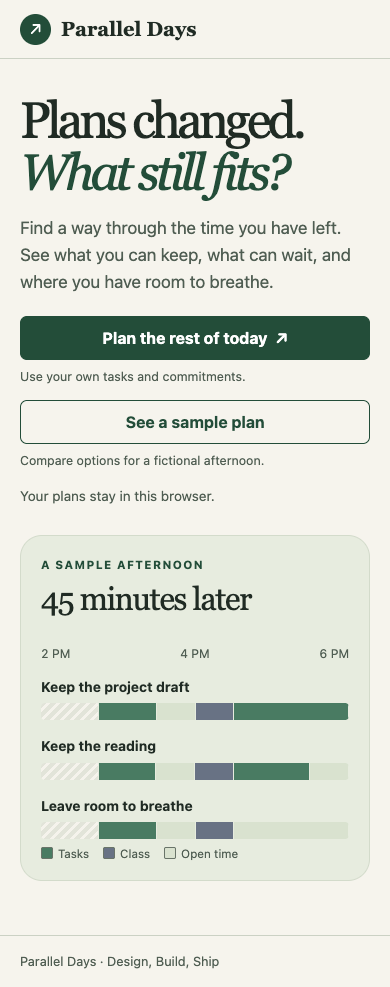 Parallel Days
Plans changed.
What still fits?
Find a way through the time you have left.
See what you can keep, what can wait, and
where you have room to breathe.
Plan the rest of today ↗
Use your own tasks and commitments.
See a sample plan
Compare options for a fictional afternoon.
Your plans stay in this browser.
A SAMPLE AFTERNOON
45 minutes later
2 PM 4 PM 6 PM
Keep the project draft
Keep the reading
Leave room to breathe
Tasks Class Open time
Parallel Days · Design, Build, Ship